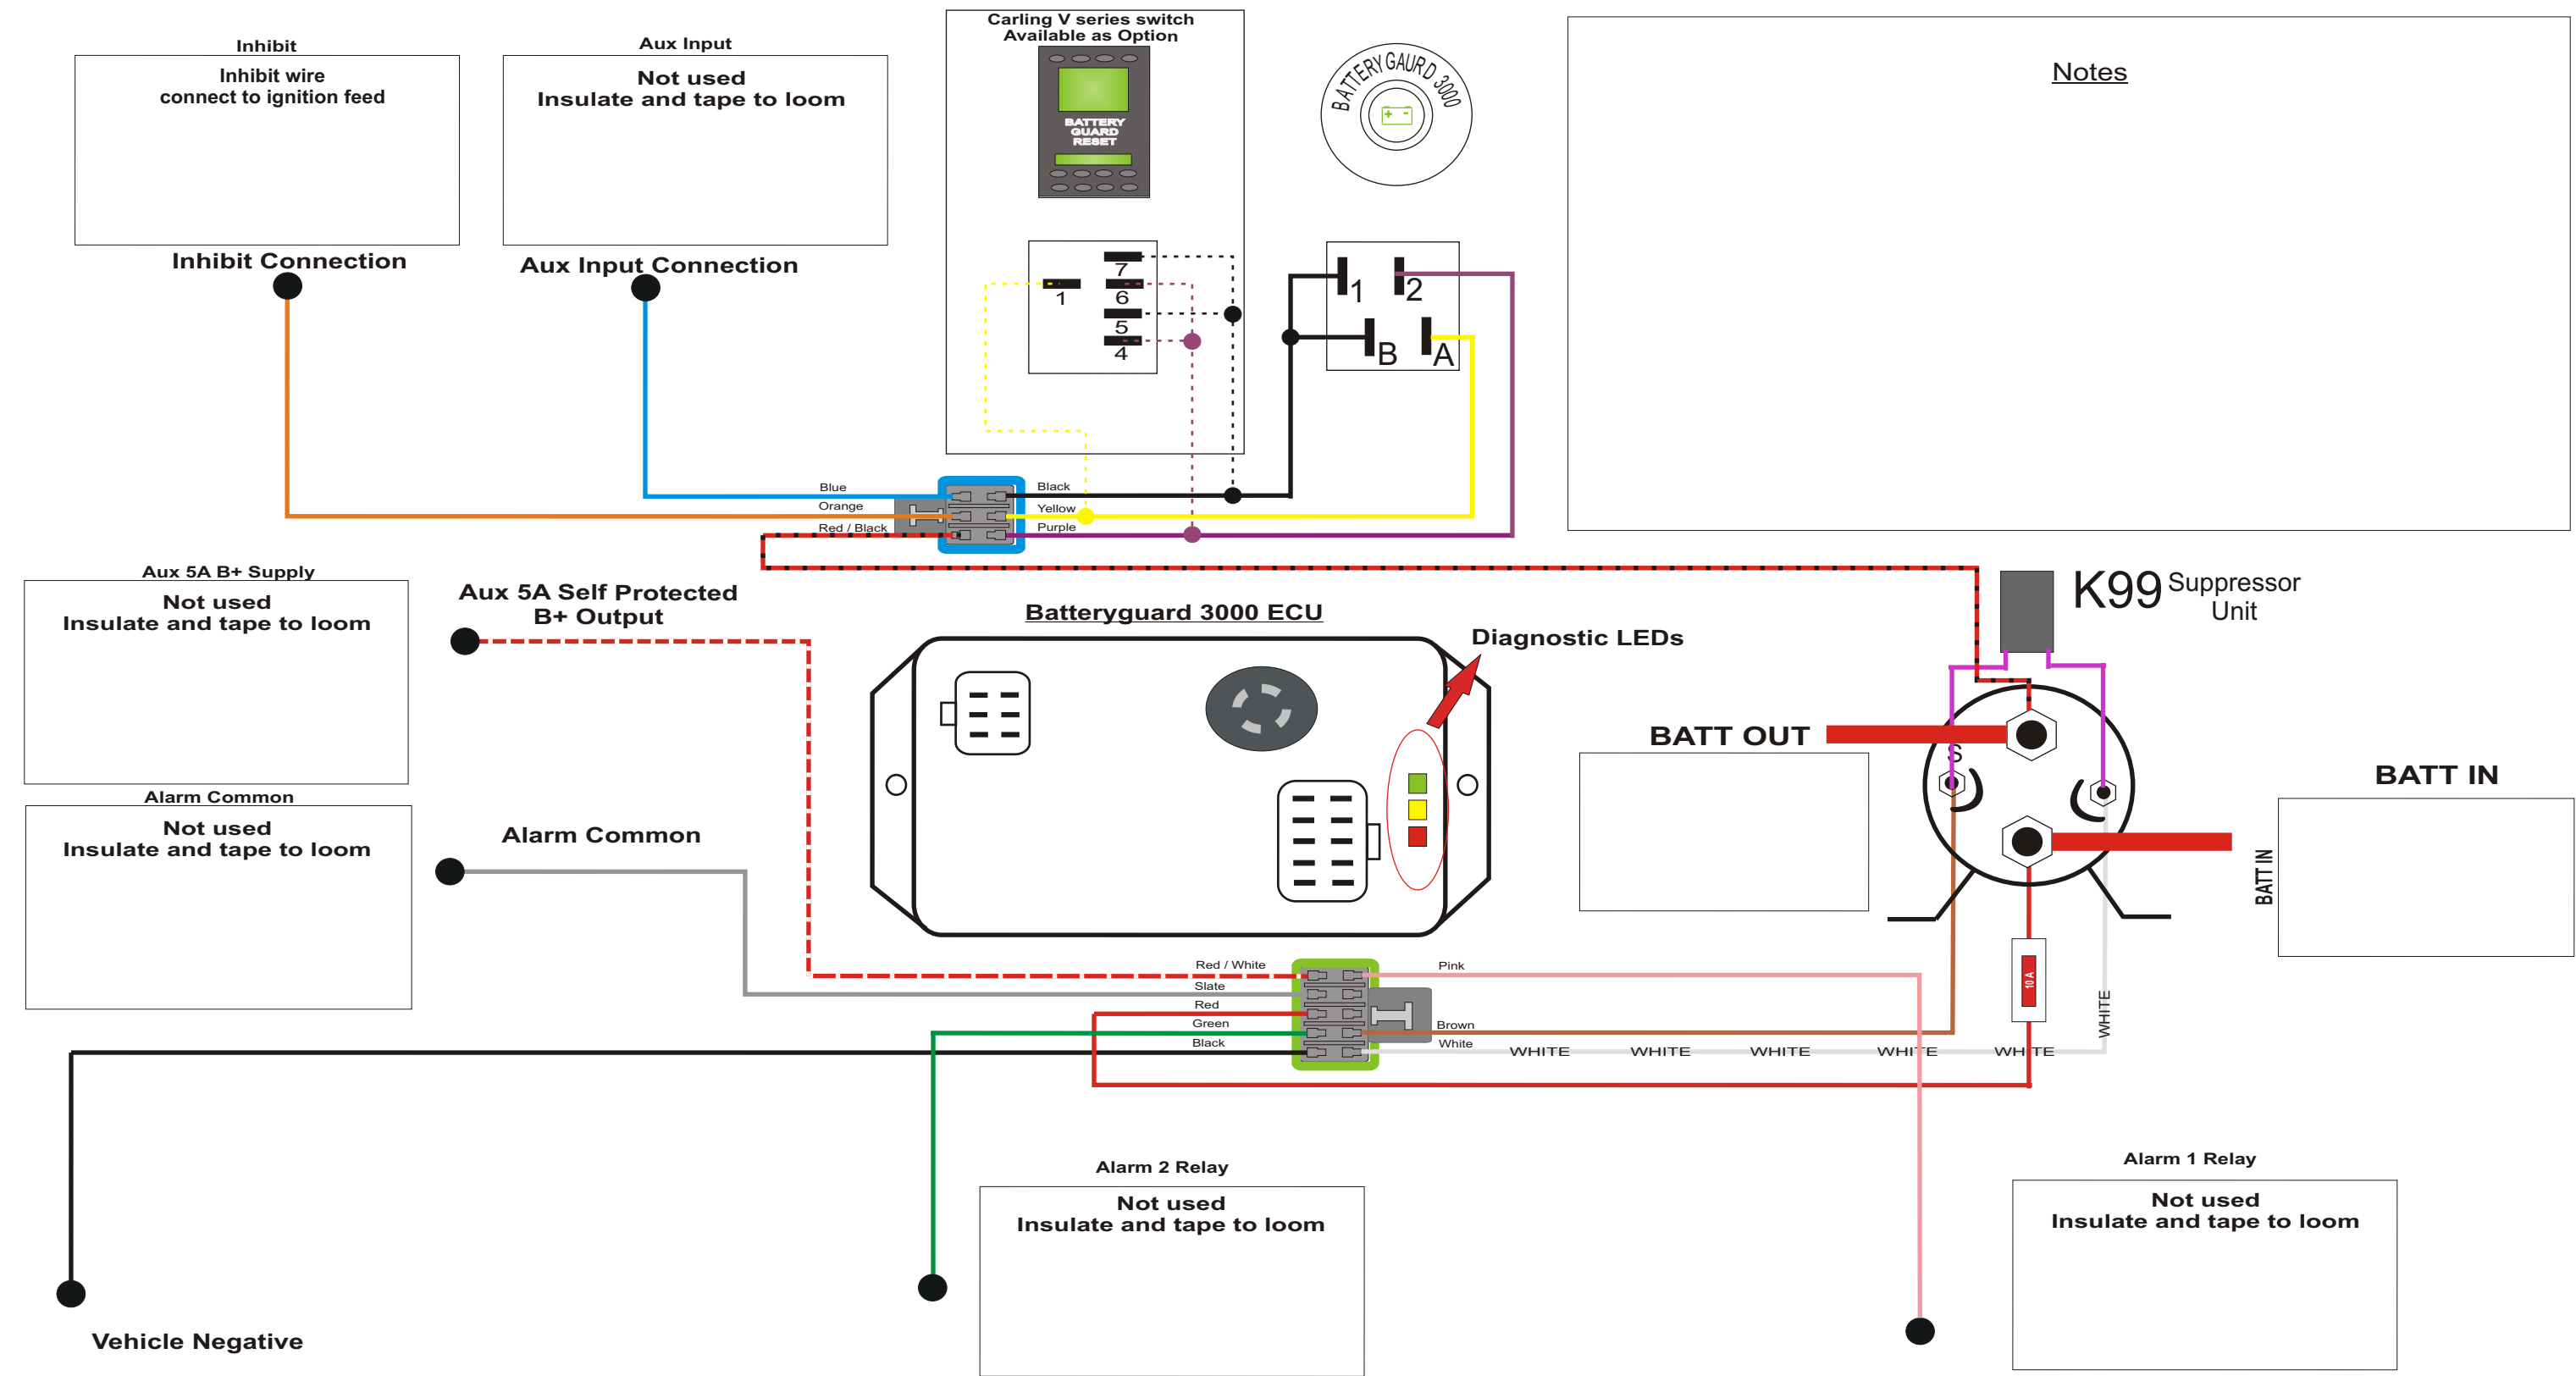 Inhibit
Inhibit wire
connect to ignition feed
Inhibit Connection
Aux Input
Not used
Insulate and tape to loom
Aux Input Connection
Carling V series switch
Available as Option
BATTERY
GUARD
RESET
7
1
6
5
4
BATTERY GAURD 3000
+ -
1
2
B
A
Notes
Blue
Orange
Red / Black
Black
Yellow
Purple
Aux 5A B+ Supply
Not used
Insulate and tape to loom
Aux 5A Self Protected
B+ Output
Alarm Common
Not used
Insulate and tape to loom
Alarm Common
Batteryguard 3000 ECU
Diagnostic LEDs
K99 Suppressor
Unit
BATT OUT
S
BATT IN
BATT IN
10 A
WHITE
Red / White
Slate
Red
Green
Black
Pink
Brown
White
WHITE WHITE WHITE WHITE WHITE
Vehicle Negative
Alarm 2 Relay
Not used
Insulate and tape to loom
Alarm 1 Relay
Not used
Insulate and tape to loom